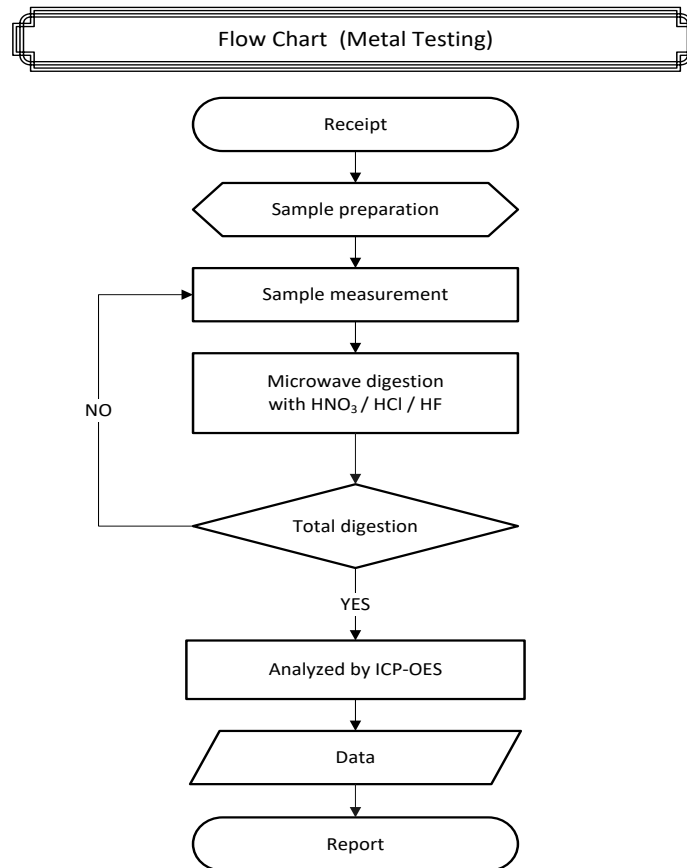 Flow Chart (Metal Testing)
Receipt
Sample preparation
Sample measurement
Microwave digestion
with HNO₃ / HCl / HF
NO
Total digestion
YES
Analyzed by ICP-OES
Data
Report